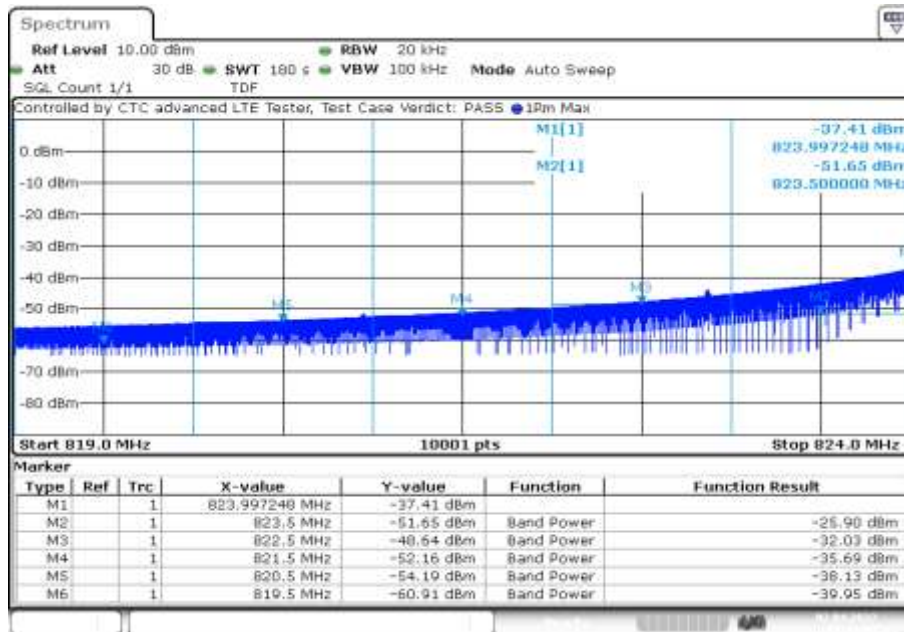 Spectrum
Ref Level 10.00 dBm RBW 20 kHz
Att 30 dB SWT 180 s VBW 100 kHz Mode Auto Sweep
SGL Count 1/1 TDF
Controlled by CTC advanced LTE Tester, Test Case Verdict: PASS 1Rm Max
M1[1] -37.41 dBm
823.997248 MHz
M2[1] -51.65 dBm
823.500000 MHz
0 dBm
-10 dBm
-20 dBm
-30 dBm
-40 dBm
-50 dBm
-70 dBm
-80 dBm
M5 M4 M3
Start 819.0 MHz 10001 pts Stop 824.0 MHz
Marker
Type Ref Trc X-value Y-value Function Function Result
M1 1 823.997248 MHz -37.41 dBm
M2 1 823.5 MHz -51.65 dBm Band Power -25.90 dBm
M3 1 822.5 MHz -48.64 dBm Band Power -32.03 dBm
M4 1 821.5 MHz -52.16 dBm Band Power -35.69 dBm
M5 1 820.5 MHz -54.19 dBm Band Power -38.13 dBm
M6 1 819.5 MHz -60.91 dBm Band Power -39.95 dBm